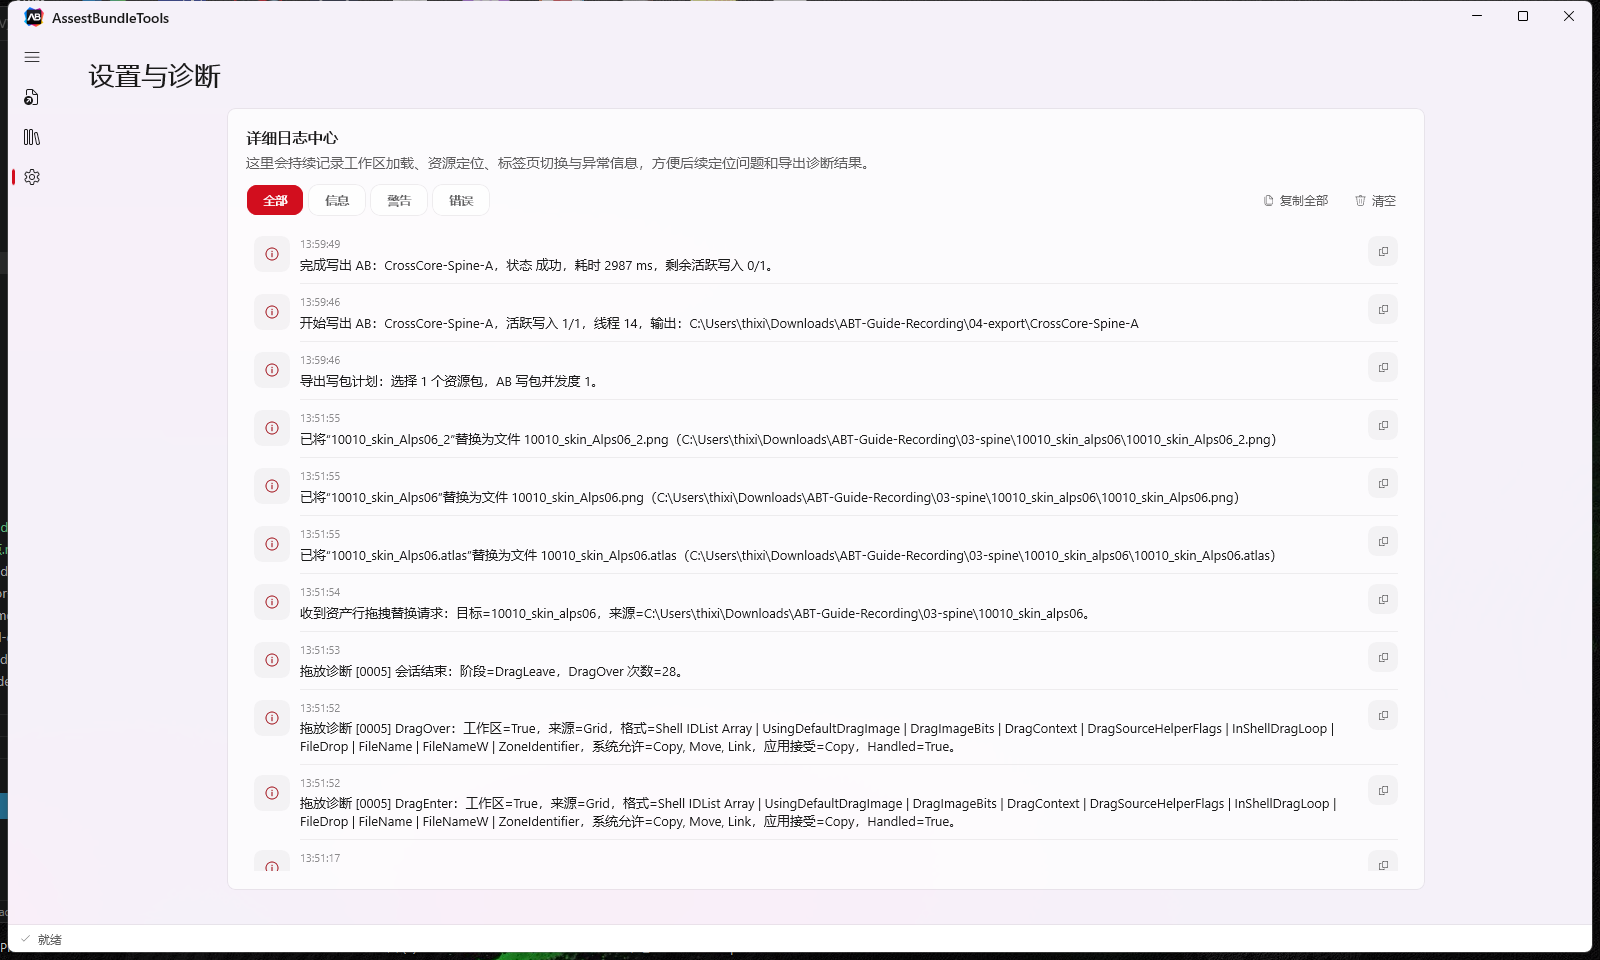 AB AssestBundleTools
设置与诊断
详细日志中心
这里会持续记录工作区加载、资源定位、标签页切换与异常信息，方便后续定位问题和导出诊断结果。
全部 信息 警告 错误 复制全部 清空
13:59:49
完成写出 AB：CrossCore-Spine-A，状态 成功，耗时 2987 ms，剩余活跃写入 0/1。
13:59:46
开始写出 AB：CrossCore-Spine-A，活跃写入 1/1，线程 14，输出：C:\Users\thixi\Downloads\ABT-Guide-Recording\04-export\CrossCore-Spine-A
13:59:46
导出写包计划：选择 1 个资源包，AB 写包并发度 1。
13:51:55
已将“10010_skin_Alps06_2”替换为文件 10010_skin_Alps06_2.png（C:\Users\thixi\Downloads\ABT-Guide-Recording\03-spine\10010_skin_alps06\10010_skin_Alps06_2.png）
13:51:55
已将“10010_skin_Alps06”替换为文件 10010_skin_Alps06.png（C:\Users\thixi\Downloads\ABT-Guide-Recording\03-spine\10010_skin_alps06\10010_skin_Alps06.png）
13:51:55
已将“10010_skin_Alps06.atlas”替换为文件 10010_skin_Alps06.atlas（C:\Users\thixi\Downloads\ABT-Guide-Recording\03-spine\10010_skin_alps06\10010_skin_Alps06.atlas）
13:51:54
收到资产行拖拽替换请求：目标=10010_skin_alps06，来源=C:\Users\thixi\Downloads\ABT-Guide-Recording\03-spine\10010_skin_alps06。
13:51:53
拖放诊断 [0005] 会话结束：阶段=DragLeave，DragOver 次数=28。
13:51:52
拖放诊断 [0005] DragOver：工作区=True，来源=Grid，格式=Shell IDList Array | UsingDefaultDragImage | DragImageBits | DragContext | DragSourceHelperFlags | InShellDragLoop |
FileDrop | FileName | FileNameW | ZoneIdentifier，系统允许=Copy, Move, Link，应用接受=Copy，Handled=True。
13:51:52
拖放诊断 [0005] DragEnter：工作区=True，来源=Grid，格式=Shell IDList Array | UsingDefaultDragImage | DragImageBits | DragContext | DragSourceHelperFlags | InShellDragLoop |
FileDrop | FileName | FileNameW | ZoneIdentifier，系统允许=Copy, Move, Link，应用接受=Copy，Handled=True。
13:51:17
就绪